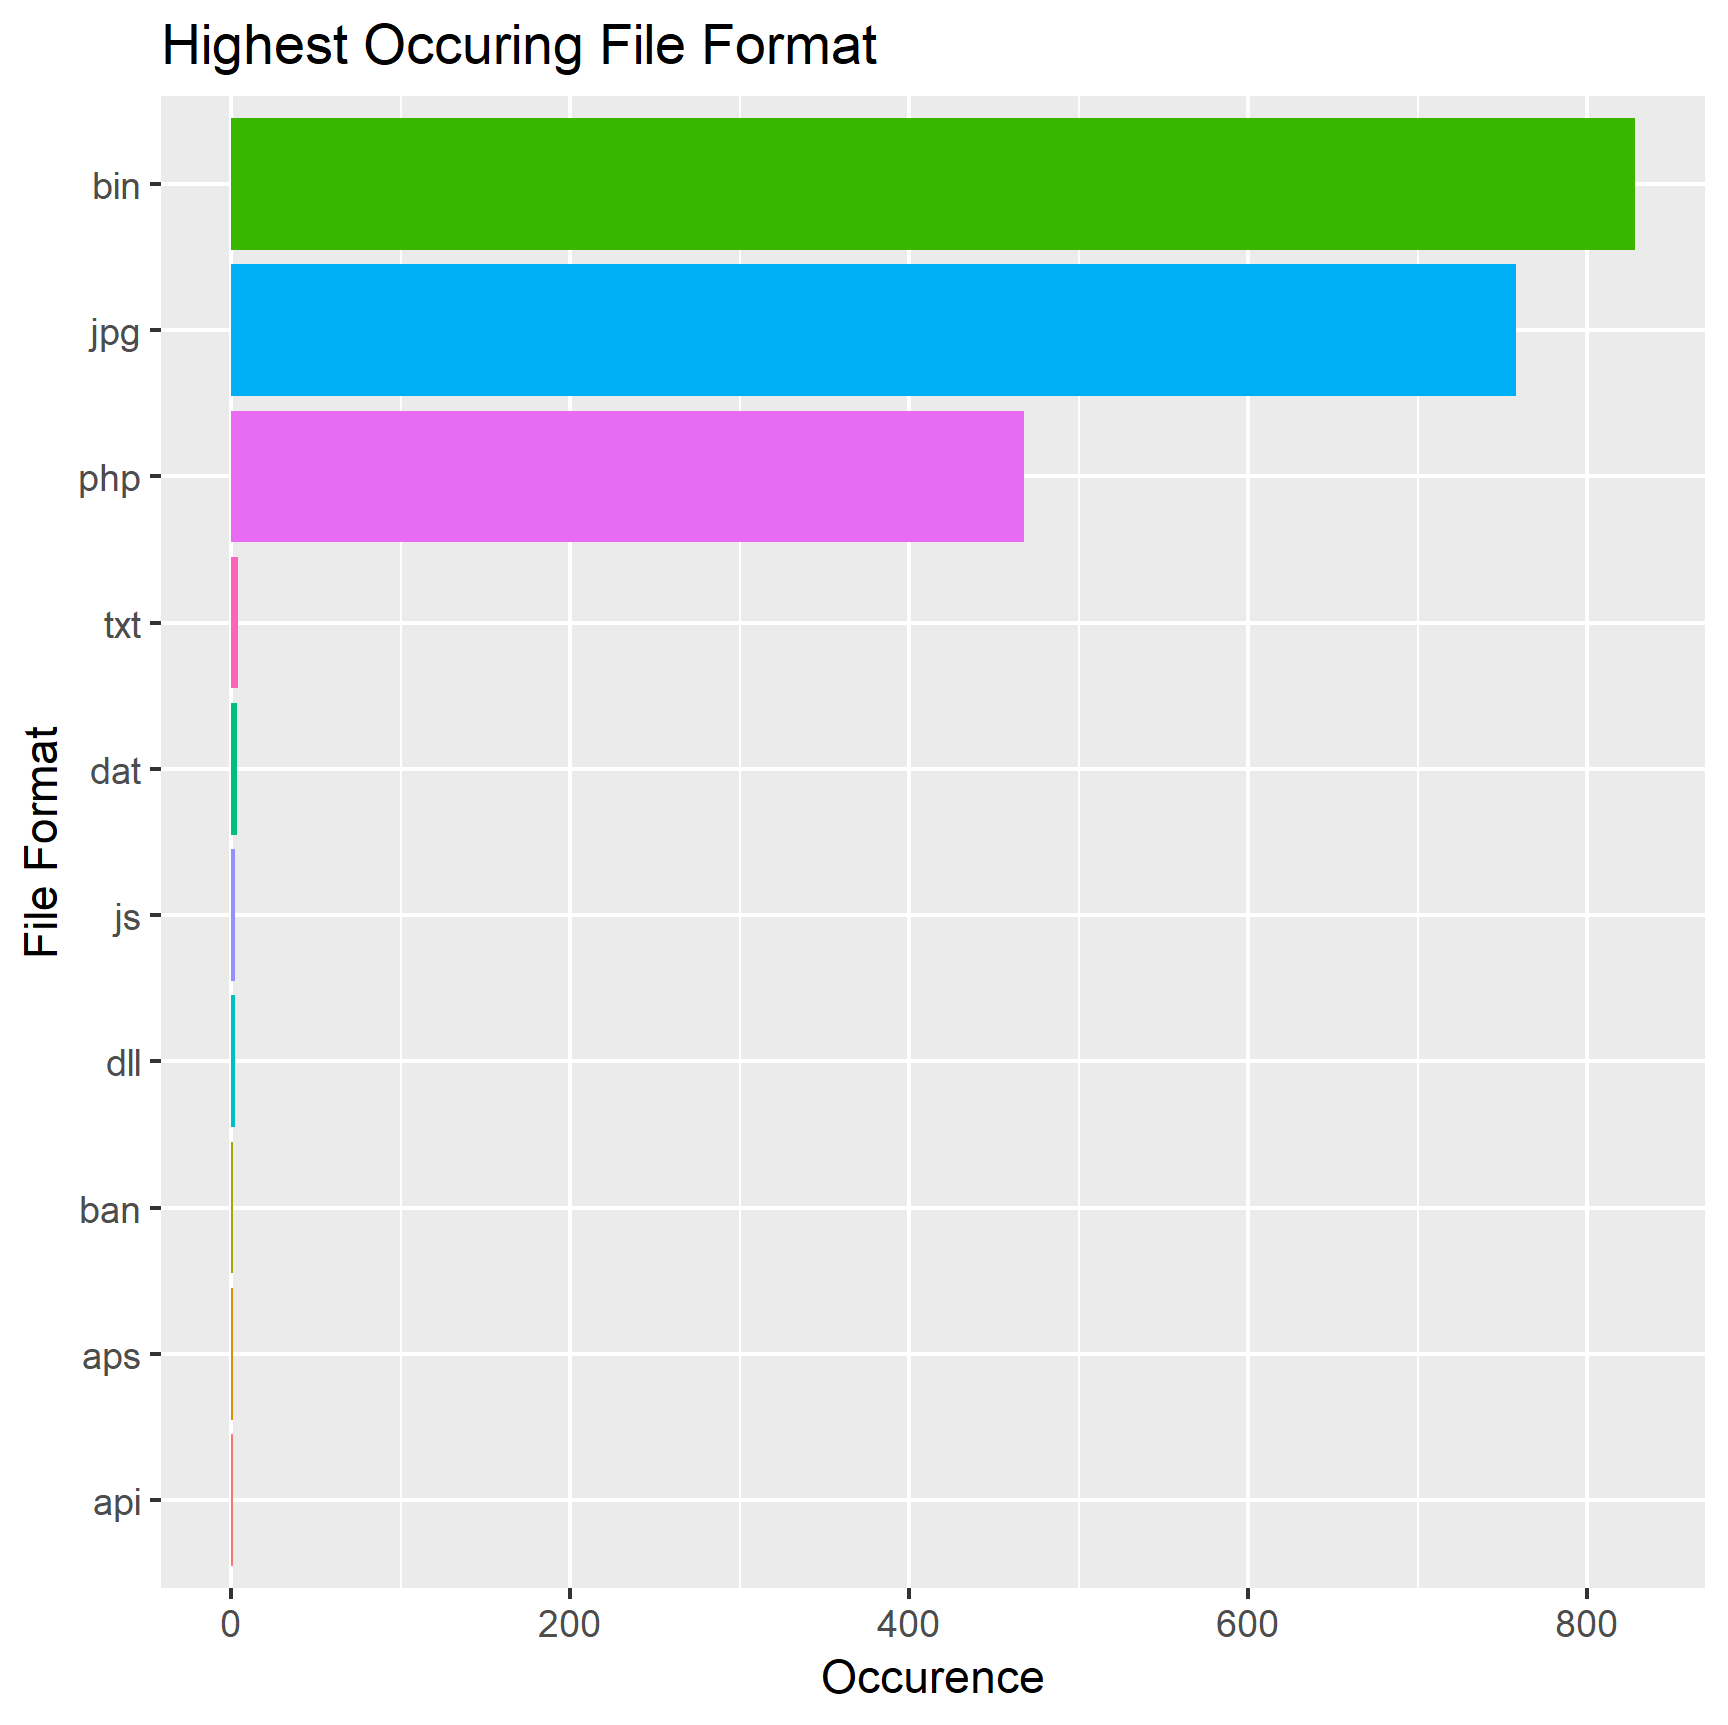 Highest Occuring File Format
bin
jpg
php
txt
dat
js
dll
ban
aps
api
File Format
0 200 400 600 800
Occurence